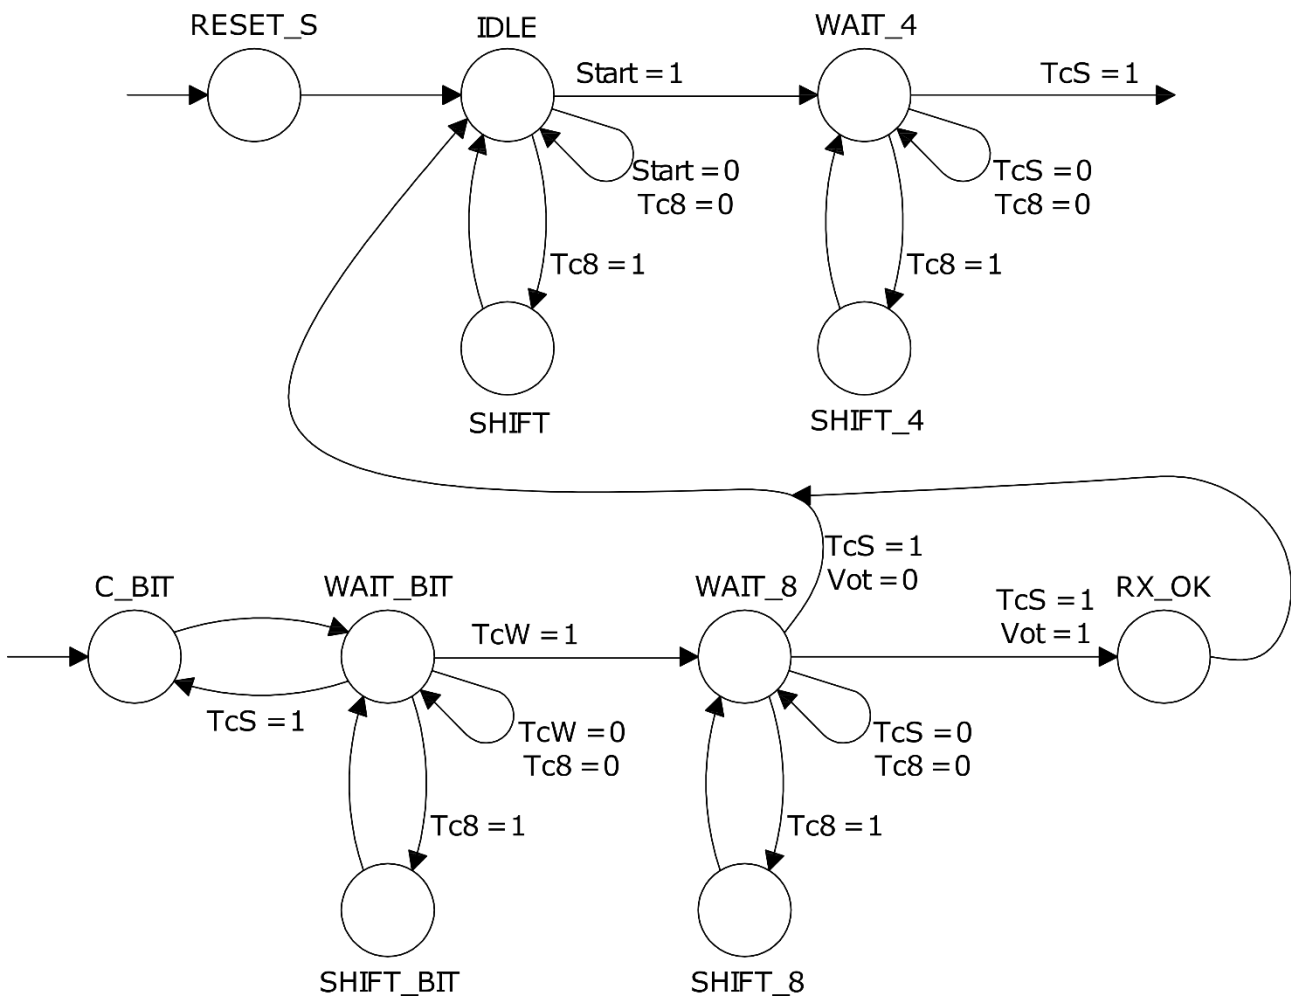 RESET_S
IDLE
WAIT_4
Start = 1
TcS = 1
Start = 0
Tc8 = 0
TcS = 0
Tc8 = 0
Tc8 = 1
Tc8 = 1
SHIFT
SHIFT_4
TcS = 1
Vot = 0
C_BIT
WAIT_BIT
WAIT_8
RX_OK
TcS = 1
Vot = 1
TcW = 1
TcS = 1
TcW = 0
Tc8 = 0
TcS = 0
Tc8 = 0
Tc8 = 1
Tc8 = 1
SHIFT_BIT
SHIFT_8